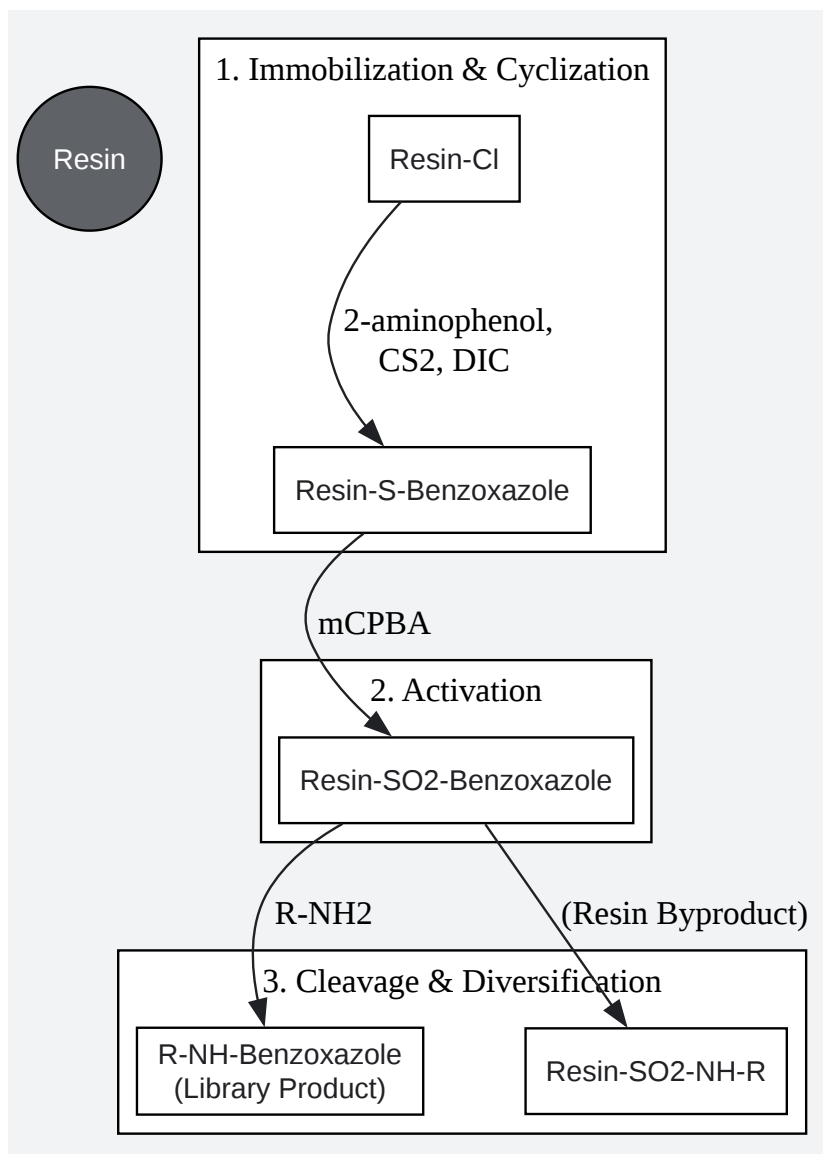 1. Immobilization & Cyclization
Resin
Resin-Cl
2-aminophenol,
CS2, DIC
Resin-S-Benzoxazole
mCPBA
2. Activation
Resin-SO2-Benzoxazole
R-NH2
(Resin Byproduct)
3. Cleavage & Diversification
R-NH-Benzoxazole
(Library Product)
Resin-SO2-NH-R